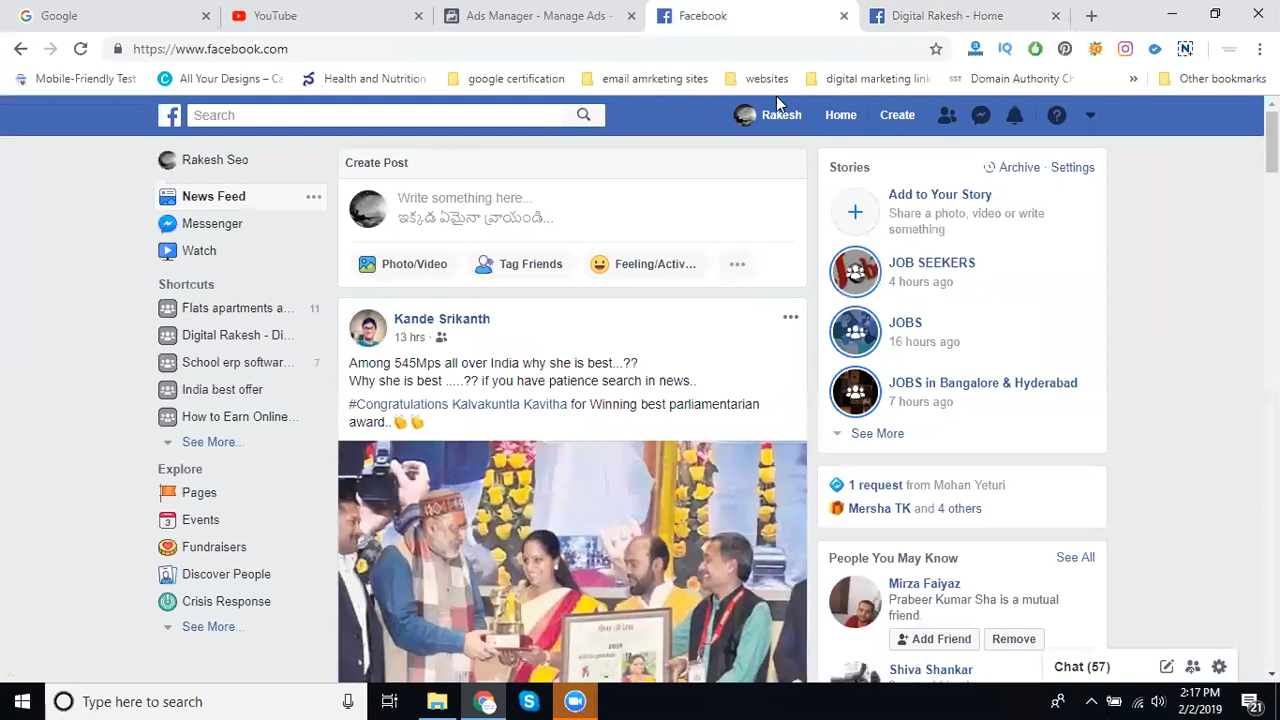 Google
YouTube
Ads Manager - Manage Ads -
Facebook
Digital Rakesh - Home
https://www.facebook.com
Mobile-Friendly Test
All Your Designs – Ca
Health and Nutrition
google certification
email amrketing sites
websites
digital marketing link
Domain Authority Ch
»
Other bookmarks
Search
Rakesh
Home
Create
Rakesh Seo
News Feed
Messenger
Watch
Shortcuts
Flats apartments a... 11
Digital Rakesh - Di...
School erp softwar... 7
India best offer
How to Earn Online...
See More...
Explore
Pages
Events
Fundraisers
Discover People
Crisis Response
See More...
Create Post
Write something here...
ఇక్కడ ఏమైనా వ్రాయండి...
Photo/Video
Tag Friends
Feeling/Activ...
Kande Srikanth
13 hrs ·
Among 545Mps all over India why she is best...??
Why she is best .....?? if you have patience search in news..
#Congratulations Kalvakuntla Kavitha for Winning best parliamentarian
award..👏👏
Stories
Archive · Settings
Add to Your Story
Share a photo, video or write
something
JOB SEEKERS
4 hours ago
JOBS
16 hours ago
JOBS in Bangalore & Hyderabad
7 hours ago
See More
1 request from Mohan Yeturi
Mersha TK and 4 others
People You May Know
See All
Mirza Faiyaz
Prabeer Kumar Sha is a mutual
friend.
Add Friend
Remove
Shiva Shankar
Chat (57)
Type here to search
2:17 PM
2/2/2019
21